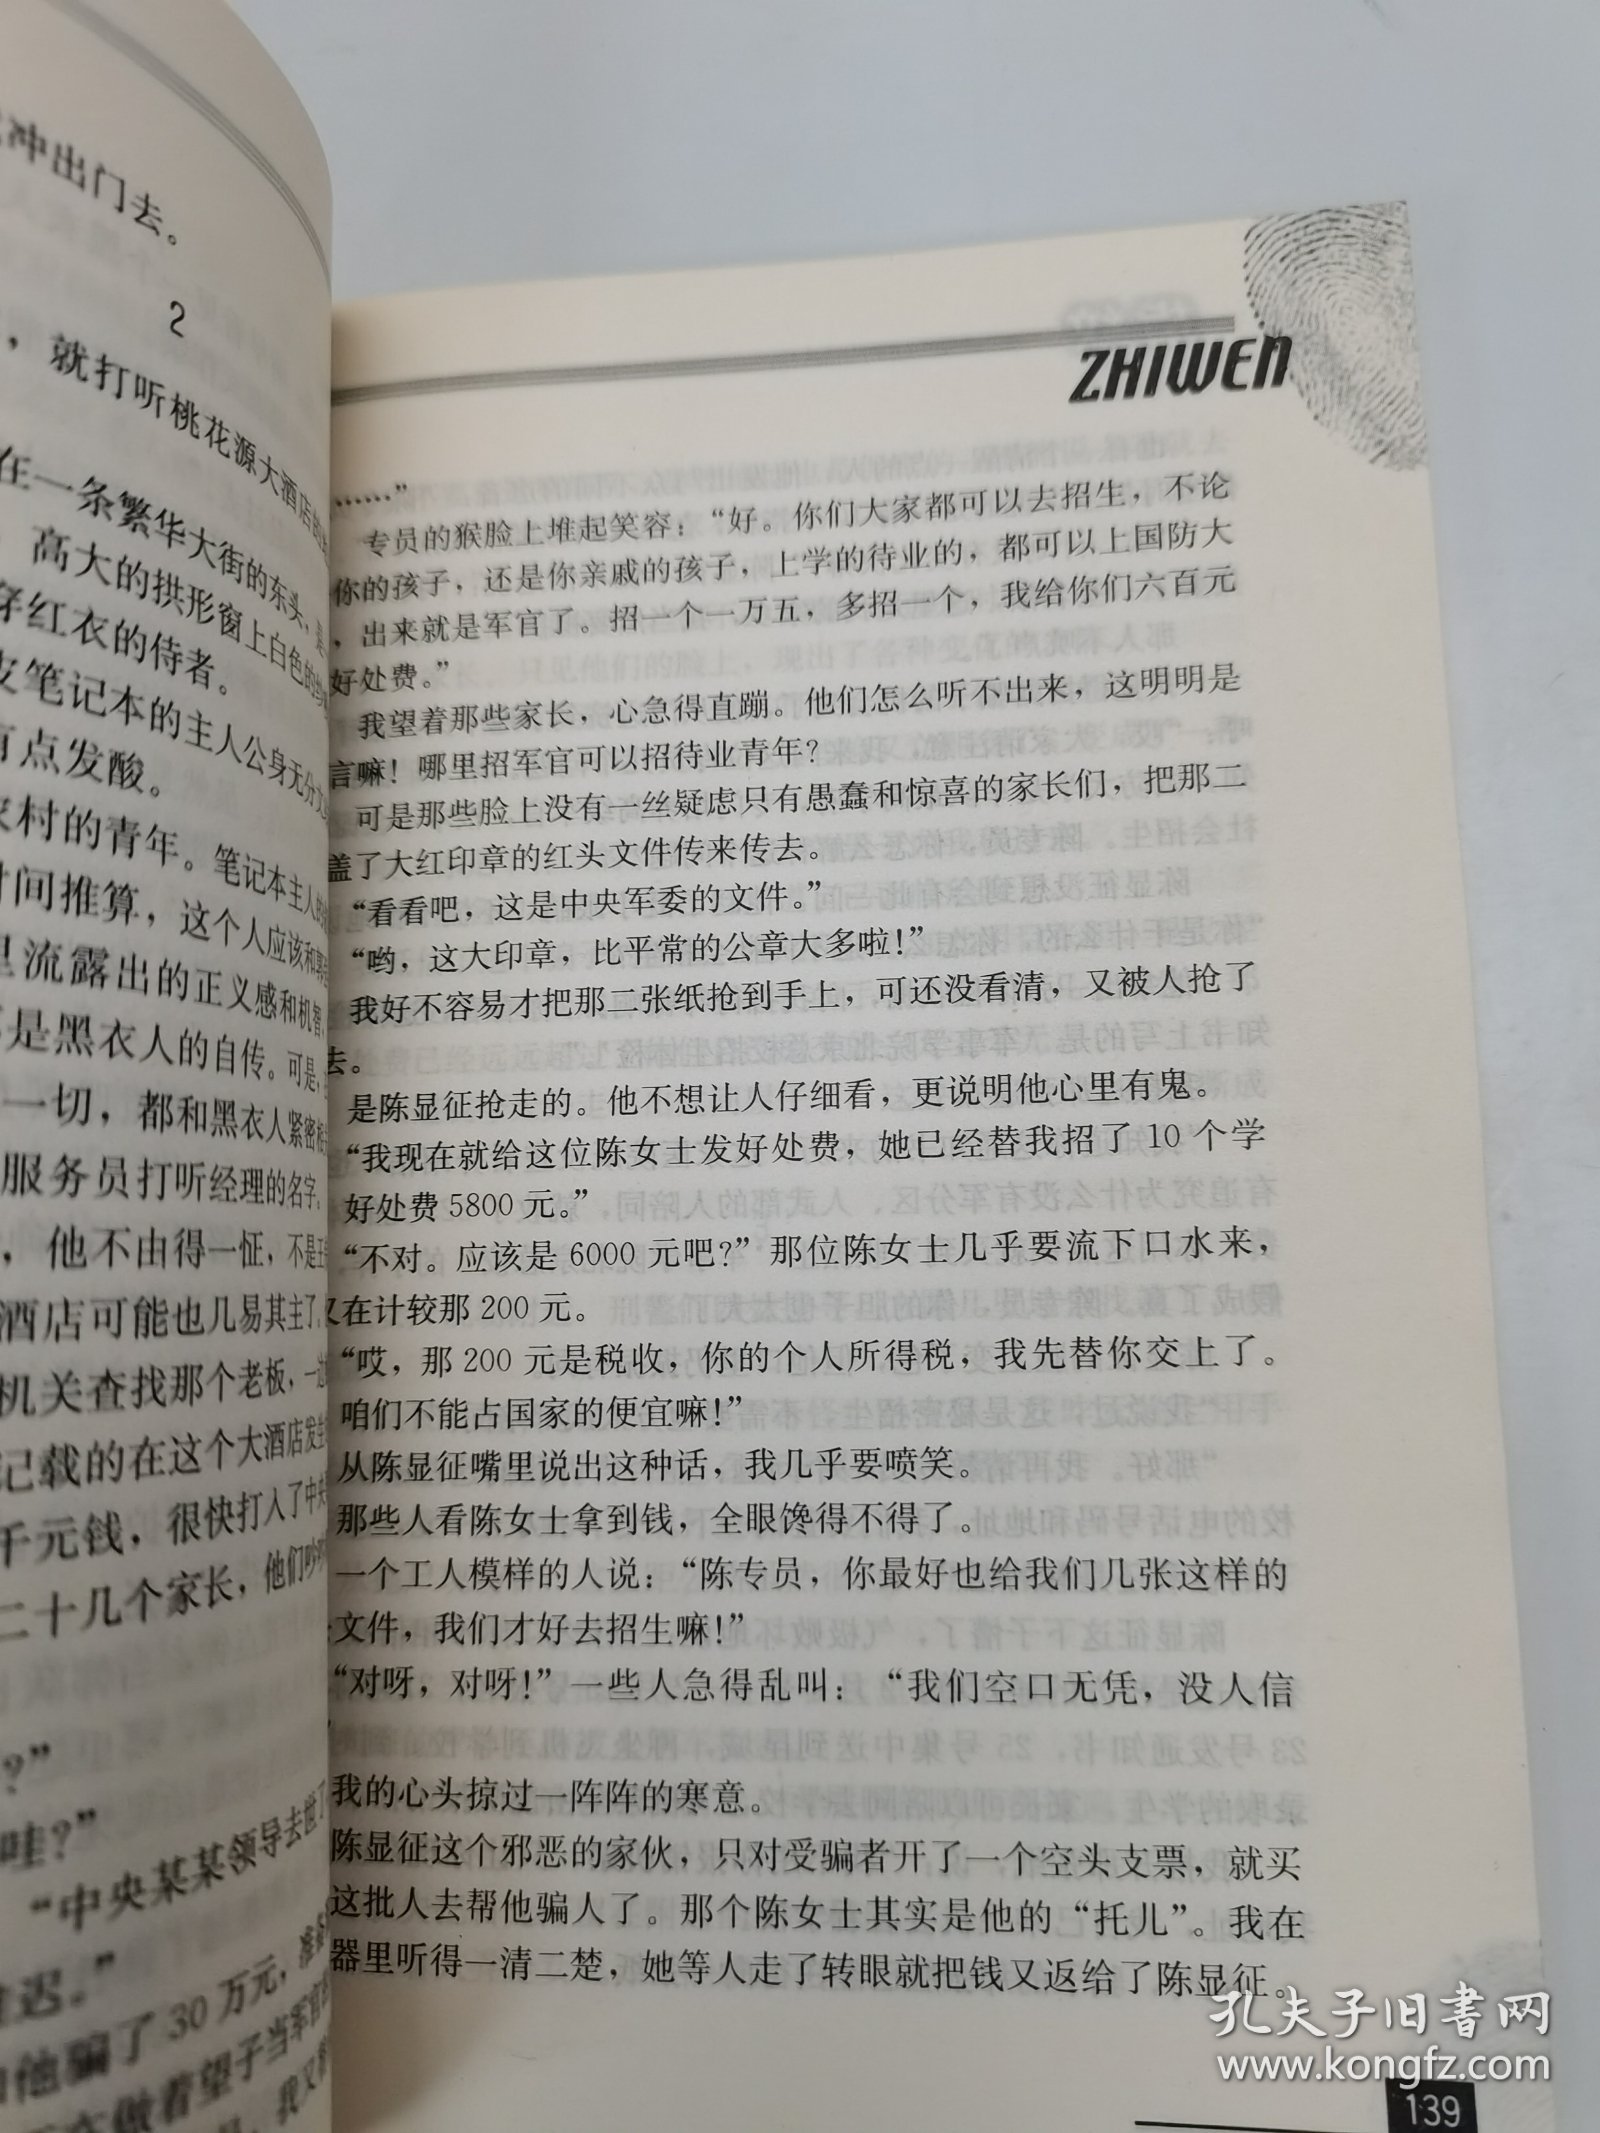 冲出门去。
2
，就打听桃花源大酒店的
在一条繁华大街的东头，是
高大的拱形窗上白色的
穿红衣的侍者。
皮笔记本的主人公身无分文
有点发酸。
家村的青年。笔记本主人的
时间推算，这个人应该和
里流露出的正义感和机智，
是黑衣人的自传。可是，
一切，都和黑衣人紧密相
服务员打听经理的名字，
，他不由得一怔，不是王
酒店可能也几易其主了，
机关查找那个老板，一
记载的在这个大酒店发生
千元钱，很快打入了中央
二十几个家长，他们吵
？”
哇？”
“中央某某领导去世了
迟。”
他骗了30万元，
在做着望子当军官
我又
ZHIWEN
……”
专员的猴脸上堆起笑容：“好。你们大家都可以去招生，不论
你的孩子，还是你亲戚的孩子，上学的待业的，都可以上国防大
，出来就是军官了。招一个一万五，多招一个，我给你们六百元
好处费。”
我望着那些家长，心急得直蹦。他们怎么听不出来，这明明是
言嘛！哪里招军官可以招待业青年？
可是那些脸上没有一丝疑虑只有愚蠢和惊喜的家长们，把那二
盖了大红印章的红头文件传来传去。
“看看吧，这是中央军委的文件。”
“哟，这大印章，比平常的公章大多啦！”
我好不容易才把那二张纸抢到手上，可还没看清，又被人抢了
去。
是陈显征抢走的。他不想让人仔细看，更说明他心里有鬼。
“我现在就给这位陈女士发好处费，她已经替我招了10个学
好处费5800元。”
“不对。应该是6000元吧？”那位陈女士几乎要流下口水来，
又在计较那200元。
“哎，那200元是税收，你的个人所得税，我先替你交上了。
咱们不能占国家的便宜嘛！”
从陈显征嘴里说出这种话，我几乎要喷笑。
那些人看陈女士拿到钱，全眼馋得不得了。
一个工人模样的人说：“陈专员，你最好也给我们几张这样的
文件，我们才好去招生嘛！”
“对呀，对呀！”一些人急得乱叫：“我们空口无凭，没人信
”
我的心头掠过一阵阵的寒意。
陈显征这个邪恶的家伙，只对受骗者开了一个空头支票，就买
这批人去帮他骗人了。那个陈女士其实是他的“托儿”。我在
器里听得一清二楚，她等人走了转眼就把钱又返给了陈显征。
孔夫子旧书网
www.kongfz.com
139